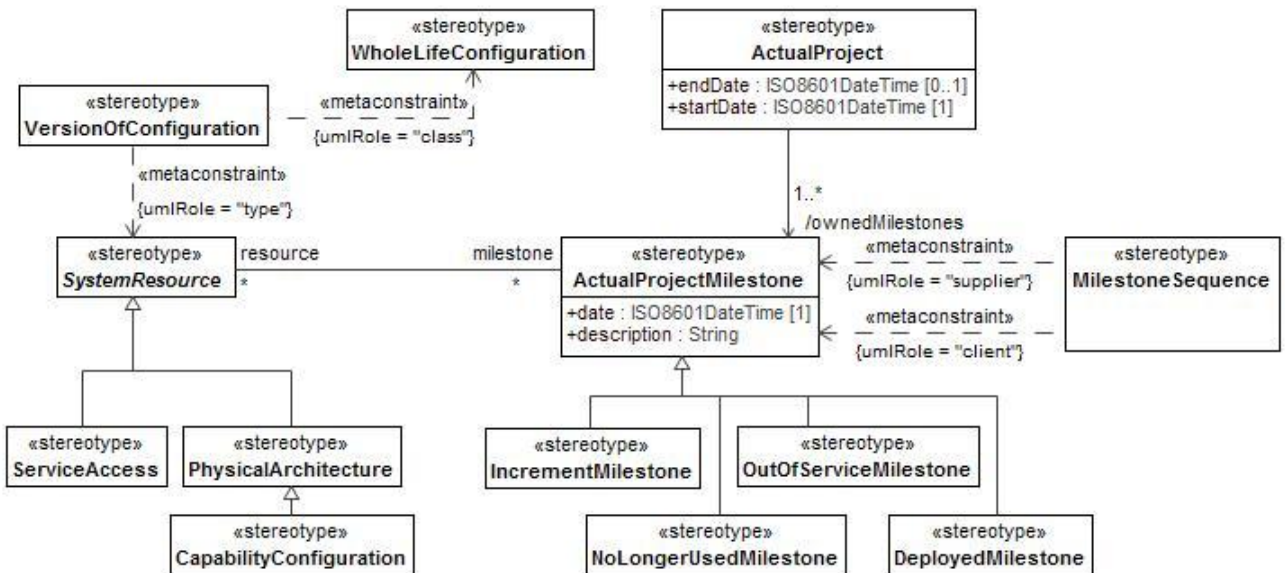 «stereotype»
WholeLifeConfiguration
«stereotype»
ActualProject
+endDate : ISO8601DateTime [0..1]
+startDate : ISO8601DateTime [1]
«stereotype»
VersionOfConfiguration
«metaconstraint»
{umlRole = "class"}
«metaconstraint»
{umlRole = "type"}
1..*
/ownedMilestones
«stereotype»
SystemResource
resource
*
milestone
*
«stereotype»
ActualProjectMilestone
+date : ISO8601DateTime [1]
+description : String
«metaconstraint»
{umlRole = "supplier"}
«metaconstraint»
{umlRole = "client"}
«stereotype»
MilestoneSequence
«stereotype»
ServiceAccess
«stereotype»
PhysicalArchitecture
«stereotype»
IncrementMilestone
«stereotype»
OutOfServiceMilestone
«stereotype»
CapabilityConfiguration
«stereotype»
NoLongerUsedMilestone
«stereotype»
DeployedMilestone